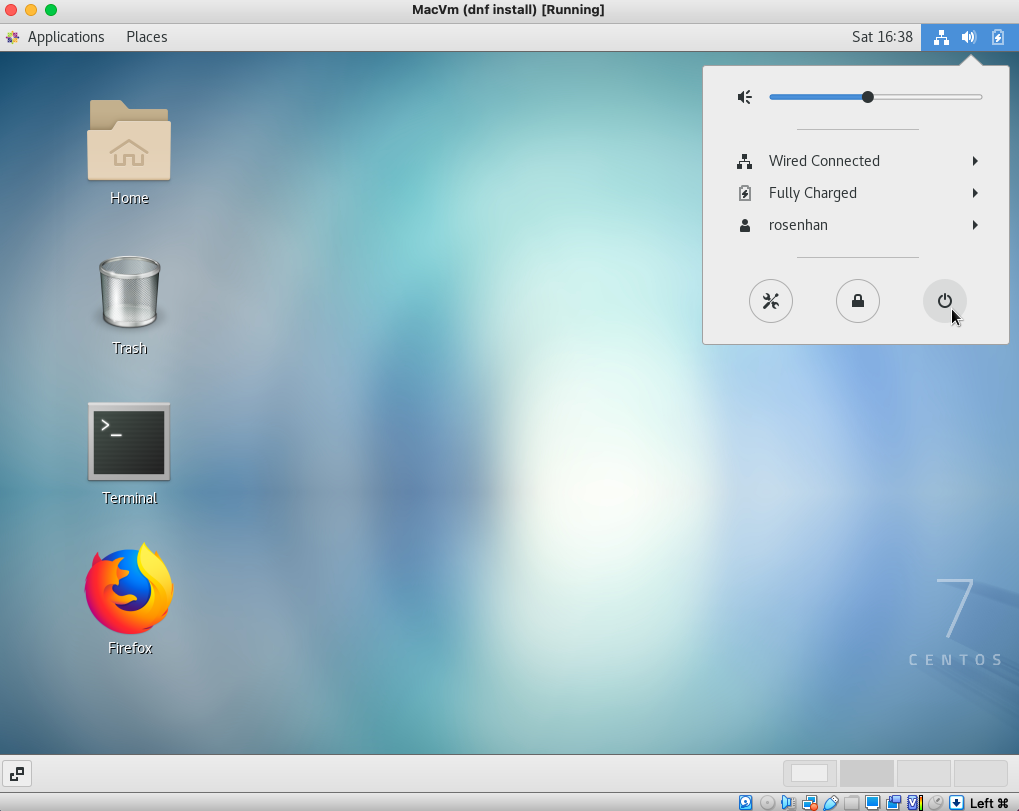 MacVm (dnf install) [Running]
Applications Places Sat 16:38
Wired Connected
Fully Charged
rosenhan
Home
Trash
>_
Terminal
Firefox
7
CENTOS
Left ⌘